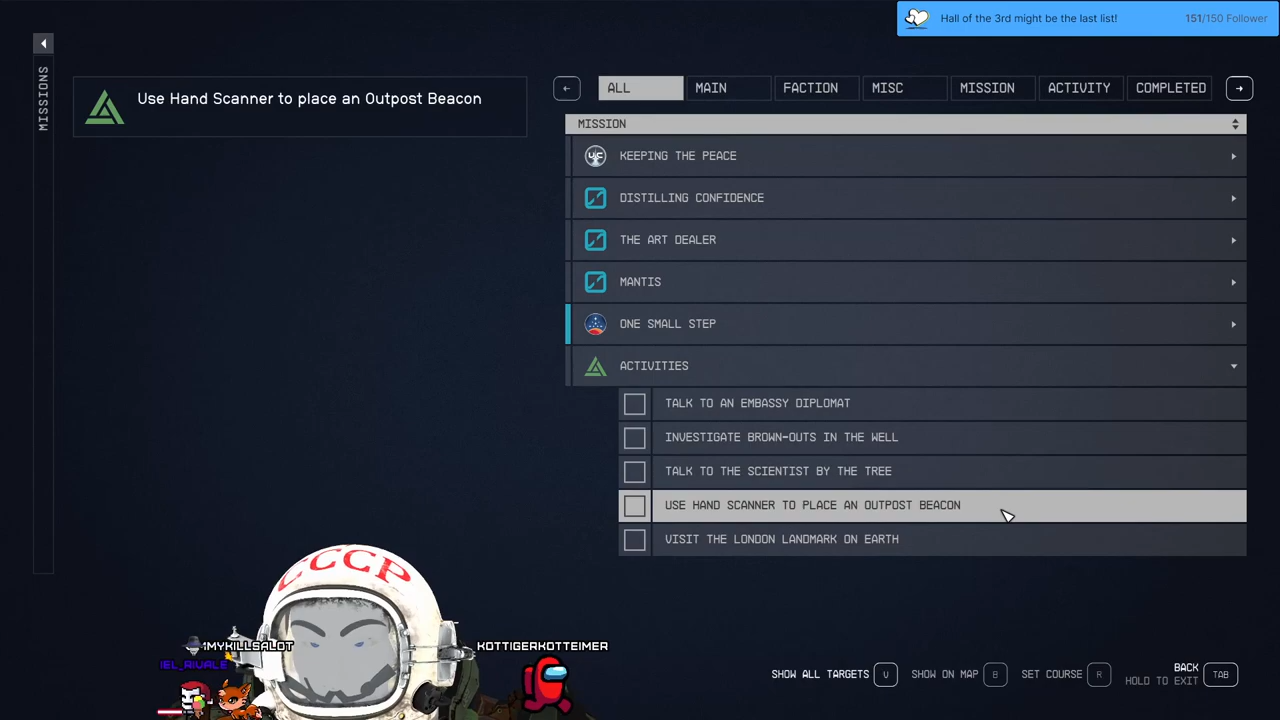 Hall of the 3rd might be the last list!
151/150 Follower
MISSIONS
Use Hand Scanner to place an Outpost Beacon
ALL
MAIN
FACTION
MISC
MISSION
ACTIVITY
COMPLETED
MISSION
UC
KEEPING THE PEACE
DISTILLING CONFIDENCE
THE ART DEALER
MANTIS
ONE SMALL STEP
ACTIVITIES
TALK TO AN EMBASSY DIPLOMAT
INVESTIGATE BROWN-OUTS IN THE WELL
TALK TO THE SCIENTIST BY THE TREE
USE HAND SCANNER TO PLACE AN OUTPOST BEACON
VISIT THE LONDON LANDMARK ON EARTH
CCCP
IMYKILLSALOT
IEL_RIVALE
KOTTIGERKOTTEIMER
SHOW ALL TARGETS V
SHOW ON MAP B
SET COURSE R
BACK
HOLD TO EXIT
TAB